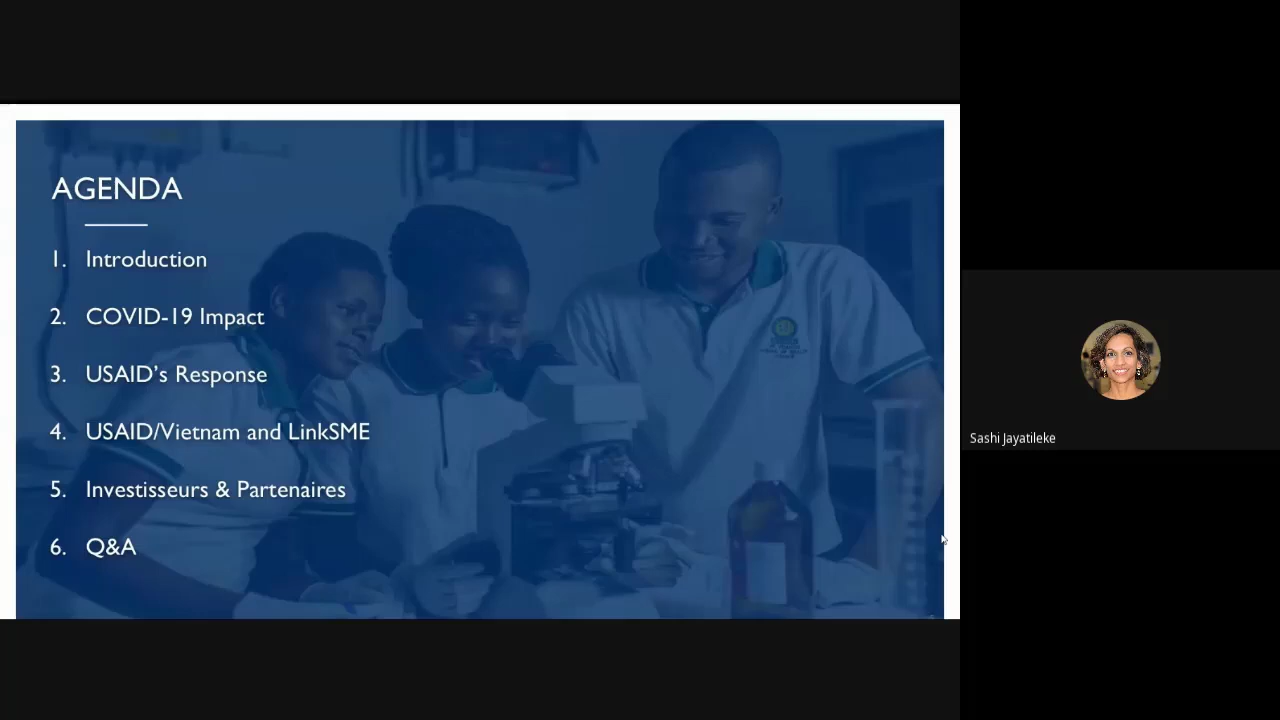 AGENDA
1. Introduction
2. COVID-19 Impact
3. USAID’s Response
4. USAID/Vietnam and LinkSME
5. Investisseurs & Partenaires
6. Q&A
Sashi Jayatileke